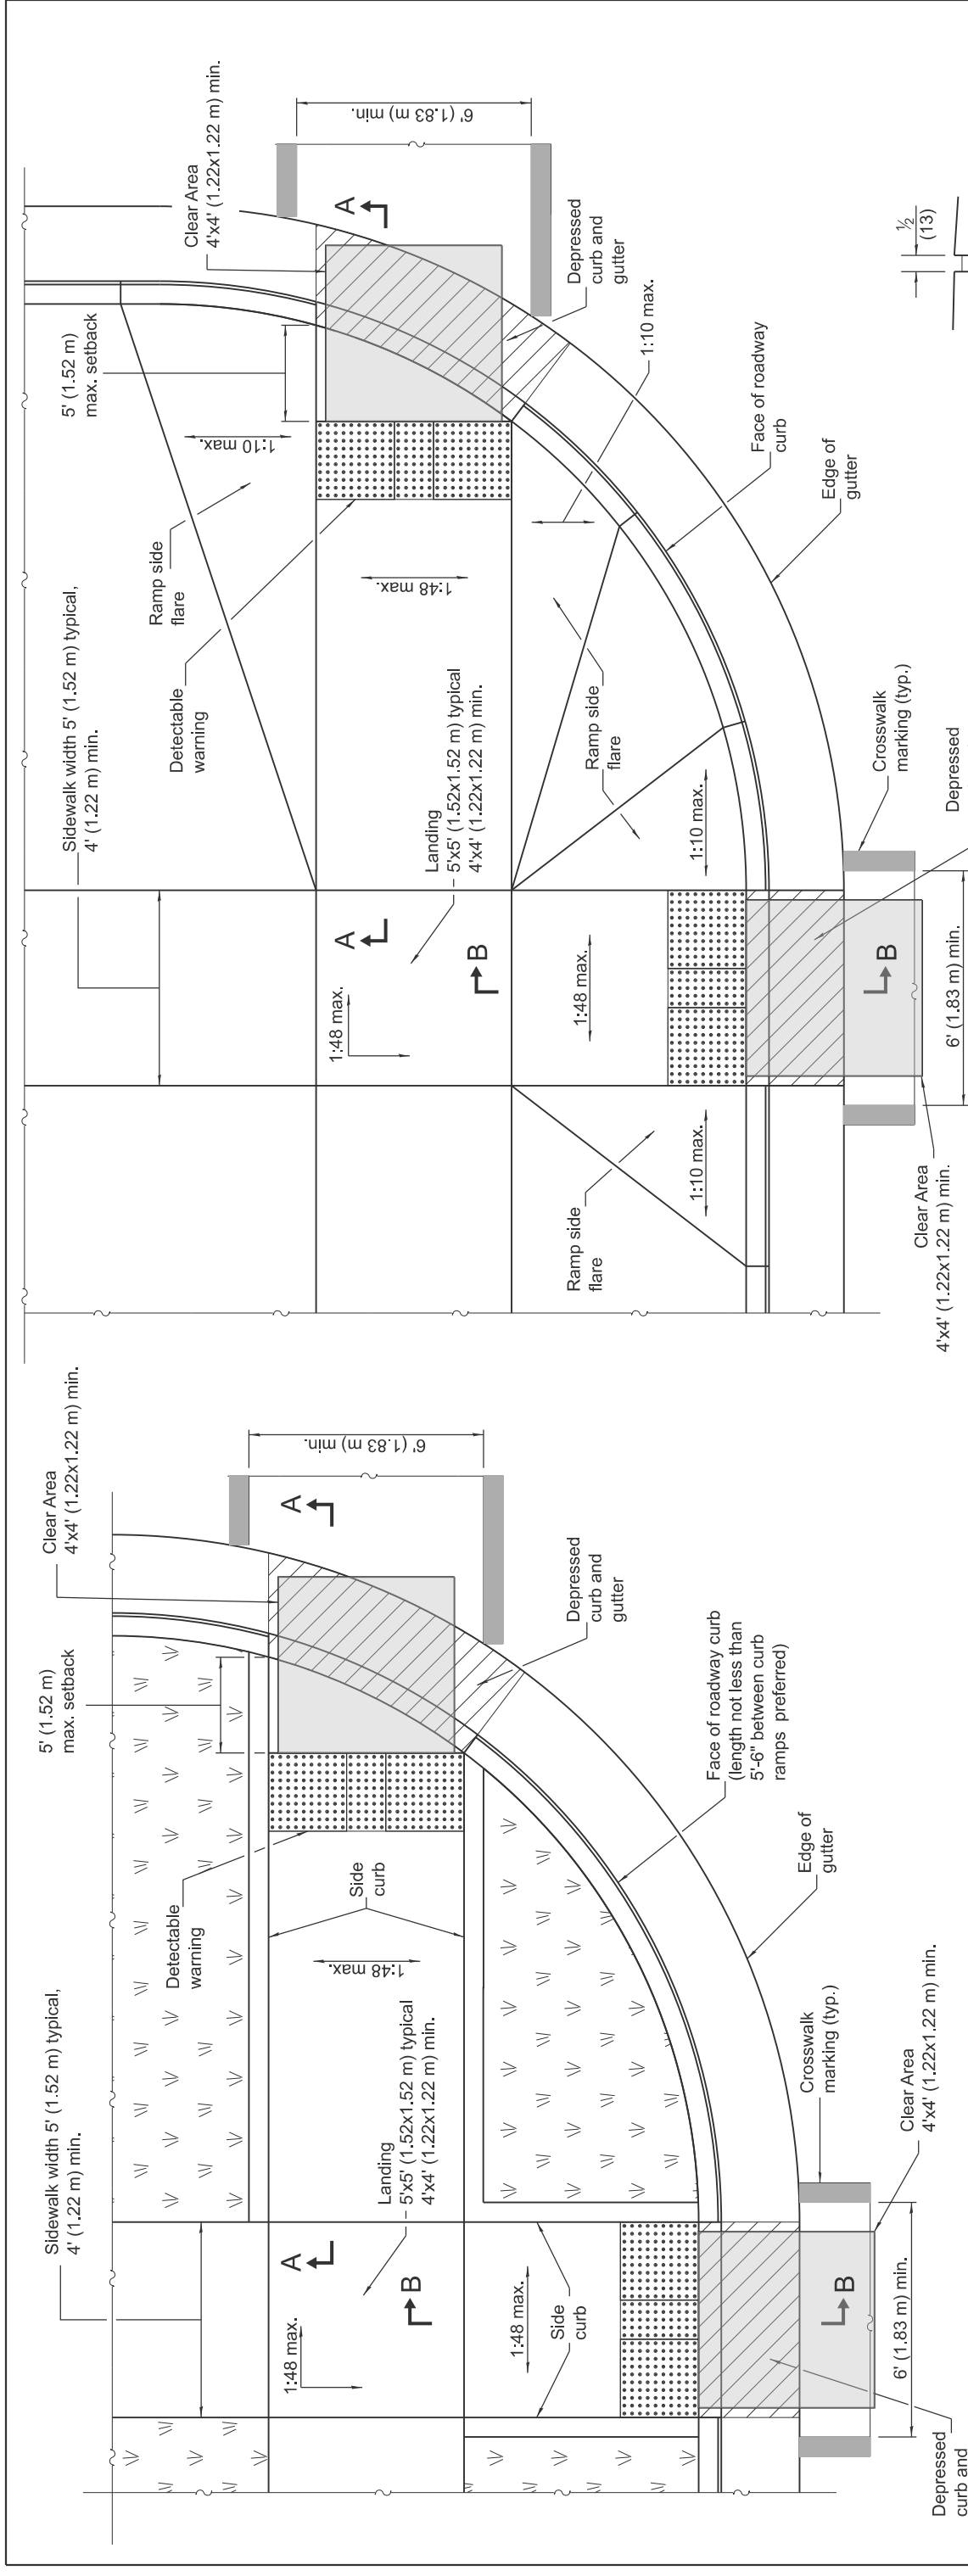 Sidewalk width 5' (1.52 m) typical,
4' (1.22 m) min.
5' (1.52 m)
max. setback
Clear Area
4'x4' (1.22x1.22 m) min.
6' (1.83 m) min.
A
Detectable
warning
Side
curb
1:48 max.
Landing
5'x5' (1.52x1.52 m) typical
4'x4' (1.22x1.22 m) min.
A
1:48 max.
B
1:48 max.
Side
curb
Depressed
curb and
gutter
Face of roadway curb
(length not less than
5'-6" between curb
ramps preferred)
Edge of
gutter
Crosswalk
marking (typ.)
Clear Area
4'x4' (1.22x1.22 m) min.
B
6' (1.83 m) min.
Depressed
curb and
Sidewalk width 5' (1.52 m) typical,
4' (1.22 m) min.
5' (1.52 m)
max. setback
Clear Area
4'x4' (1.22x1.22 m) min.
6' (1.83 m) min.
A
1:10 max.
Ramp side
flare
Detectable
warning
1:48 max.
Landing
5'x5' (1.52x1.52 m) typical
4'x4' (1.22x1.22 m) min.
A
1:48 max.
B
1:48 max.
Depressed
curb and
gutter
1:10 max.
Ramp side
flare
1:10 max.
1:10 max.
Ramp side
flare
Face of roadway
curb
Edge of
gutter
Crosswalk
marking (typ.)
B
Clear Area
4'x4' (1.22x1.22 m) min.
6' (1.83 m) min.
Depressed
½
(13)